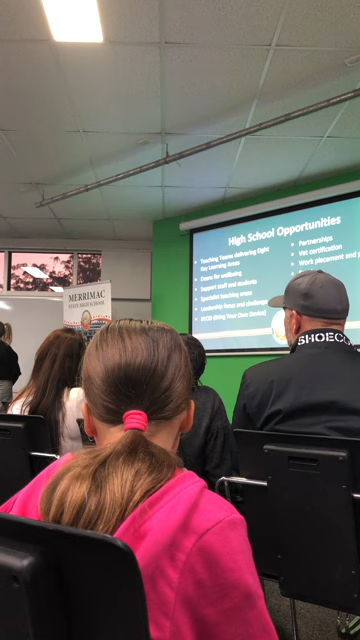 High School Opportunities
Teaching Teams delivering Eight
Key Learning Areas
Deans for wellbeing
Support staff and students
Specialist teaching areas
Leadership focus and challenge
BYOD (Bring Your Own Device)
Partnerships
Vet certification
Work placement and
MERRIMAC
STATE HIGH SCHOOL
SHOECO